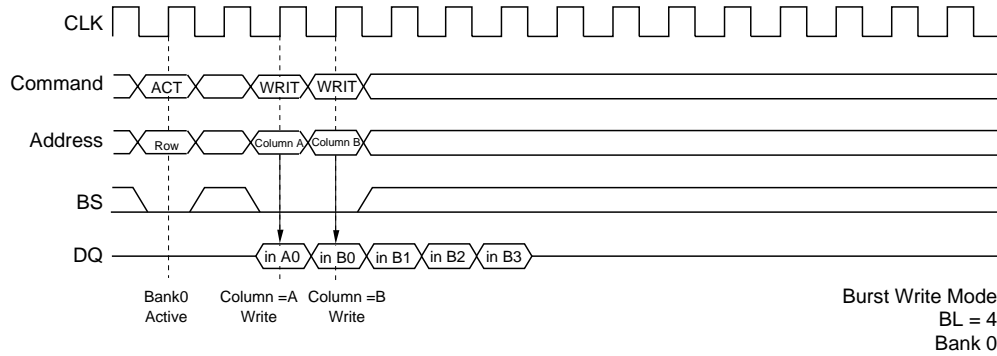 CLK
Command ACT WRIT WRIT
Address Row Column A Column B
BS
DQ in A0 in B0 in B1 in B2 in B3
Bank0 Column =A Column =B
Active Write Write
Burst Write Mode
BL = 4
Bank 0